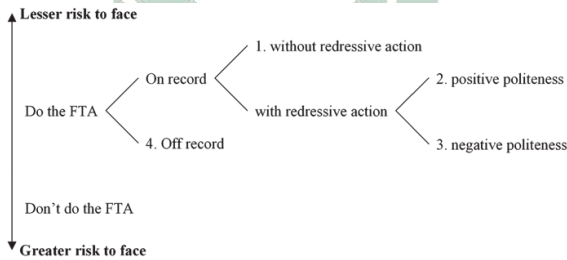 Lesser risk to face
1. without redressive action
On record
2. positive politeness
Do the FTA
with redressive action
4. Off record
3. negative politeness
Don't do the FTA
Greater risk to face